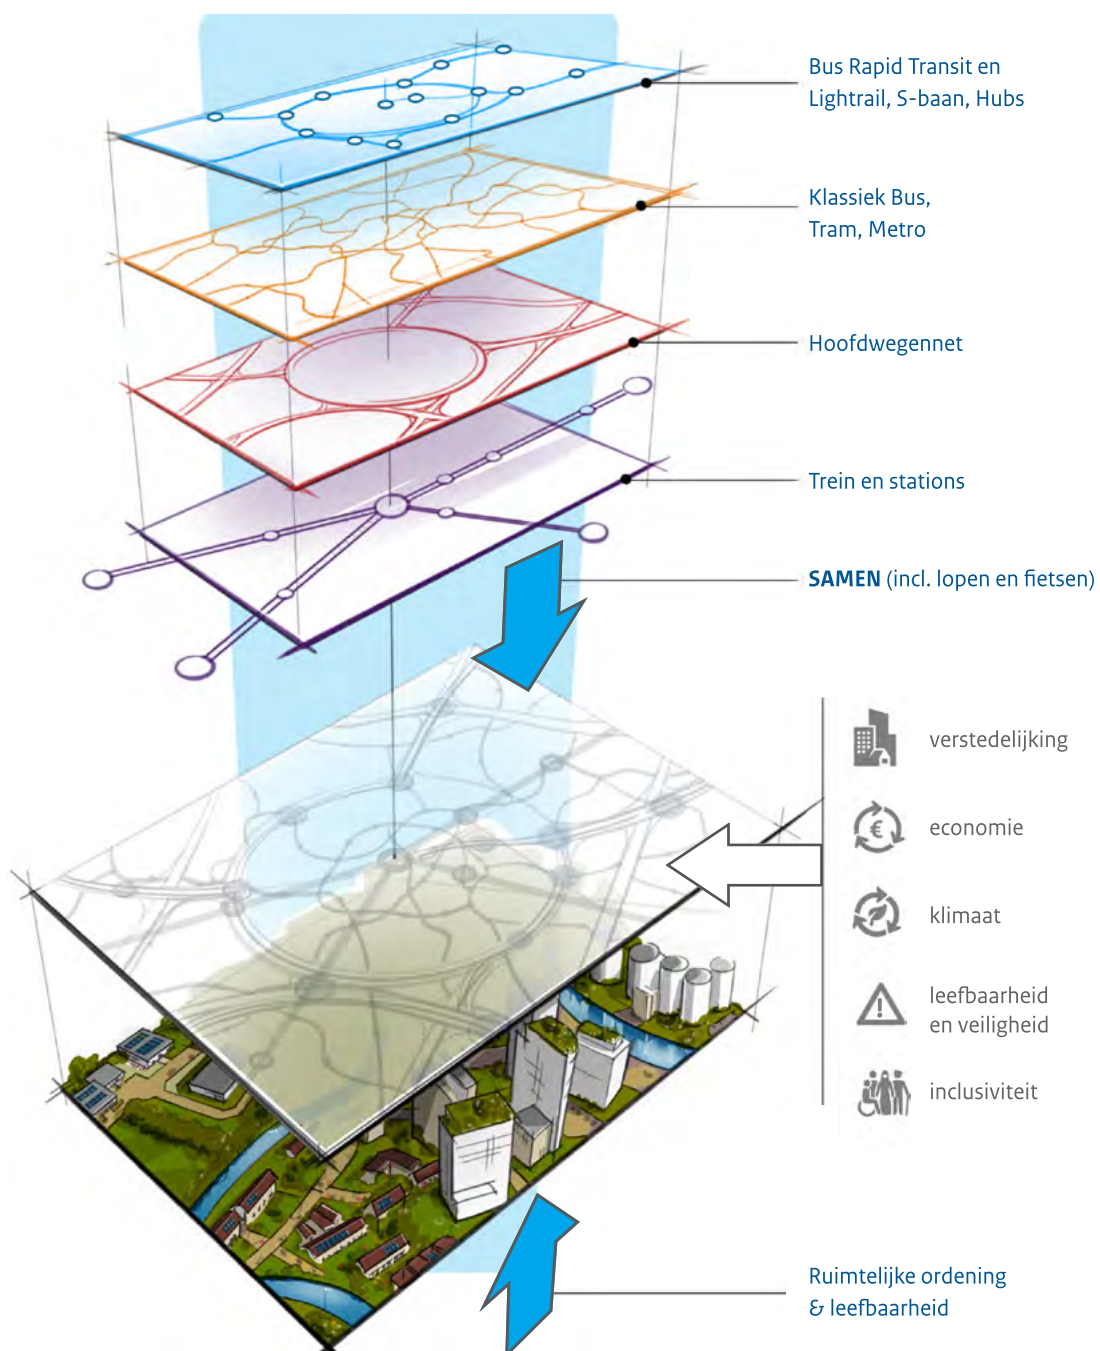 Bus Rapid Transit en
Lightrail, S-baan, Hubs
Klassiek Bus,
Tram, Metro
Hoofdwegennet
Trein en stations
SAMEN (incl. lopen en fietsen)
verstedelijking
€
economie
klimaat
!
leefbaarheid
en veiligheid
inclusiviteit
Ruimtelijke ordening
& leefbaarheid